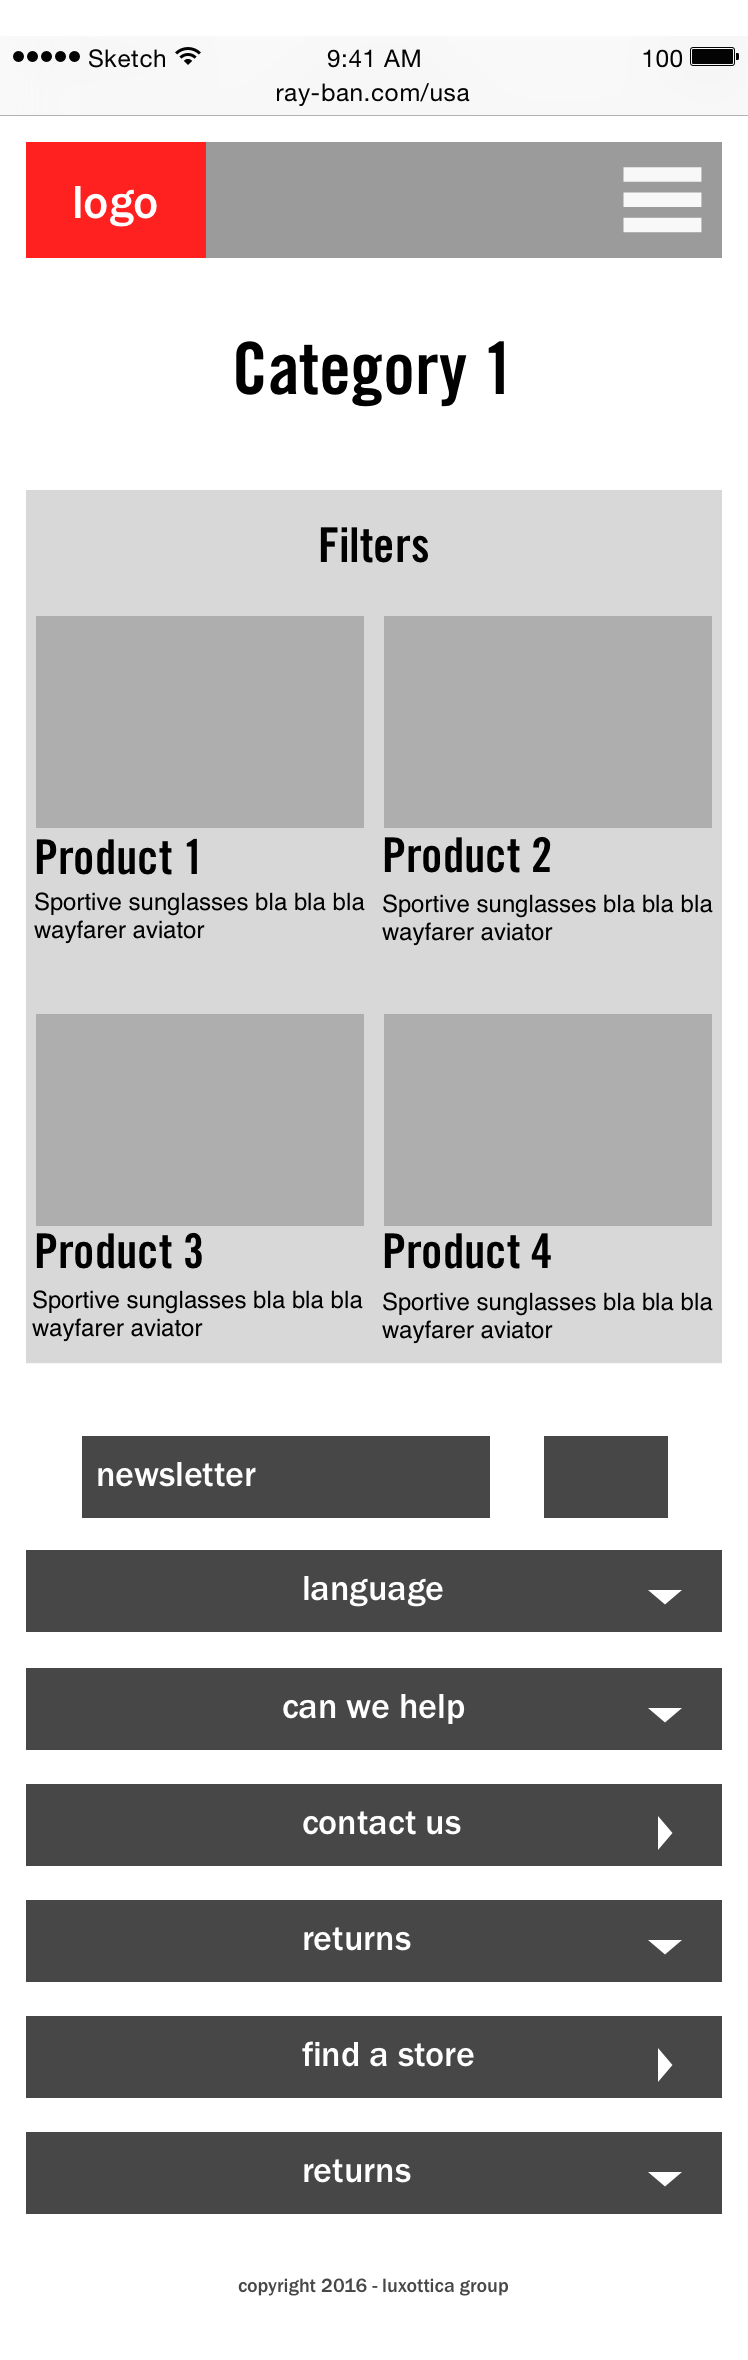 Sketch 9:41 AM 100
ray-ban.com/usa
logo
Category 1
Filters
Product 1
Sportive sunglasses bla bla bla
wayfarer aviator
Product 2
Sportive sunglasses bla bla bla
wayfarer aviator
Product 3
Sportive sunglasses bla bla bla
wayfarer aviator
Product 4
Sportive sunglasses bla bla bla
wayfarer aviator
newsletter
language
can we help
contact us
returns
find a store
returns
copyright 2016 - luxottica group